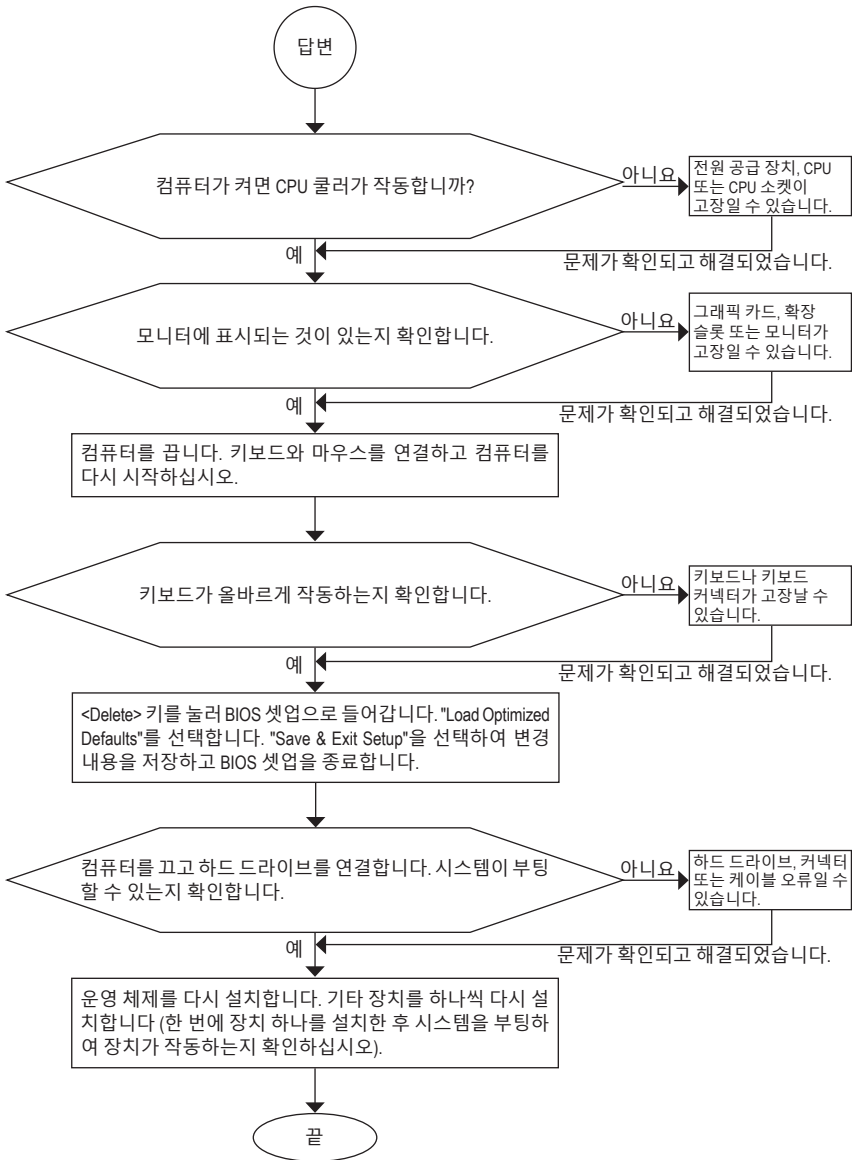 답변
컴퓨터가 켜면 CPU 쿨러가 작동합니까?
아니요
전원 공급 장치, CPU
또는 CPU 소켓이
고장일 수 있습니다.
예
문제가 확인되고 해결되었습니다.
모니터에 표시되는 것이 있는지 확인합니다.
아니요
그래픽 카드, 확장
슬롯 또는 모니터가
고장일 수 있습니다.
예
문제가 확인되고 해결되었습니다.
컴퓨터를 끕니다. 키보드와 마우스를 연결하고 컴퓨터를
다시 시작하십시오.
키보드가 올바르게 작동하는지 확인합니다.
아니요
키보드나 키보드
커넥터가 고장날 수
있습니다.
예
문제가 확인되고 해결되었습니다.
<Delete> 키를 눌러 BIOS 셋업으로 들어갑니다. "Load Optimized
Defaults"를 선택합니다. "Save & Exit Setup"을 선택하여 변경
내용을 저장하고 BIOS 셋업을 종료합니다.
컴퓨터를 끄고 하드 드라이브를 연결합니다. 시스템이 부팅
할 수 있는지 확인합니다.
아니요
하드 드라이브, 커넥터
또는 케이블 오류일 수
있습니다.
예
문제가 확인되고 해결되었습니다.
운영 체제를 다시 설치합니다. 기타 장치를 하나씩 다시 설
치합니다 (한 번에 장치 하나를 설치한 후 시스템을 부팅하
여 장치가 작동하는지 확인하십시오).
끝